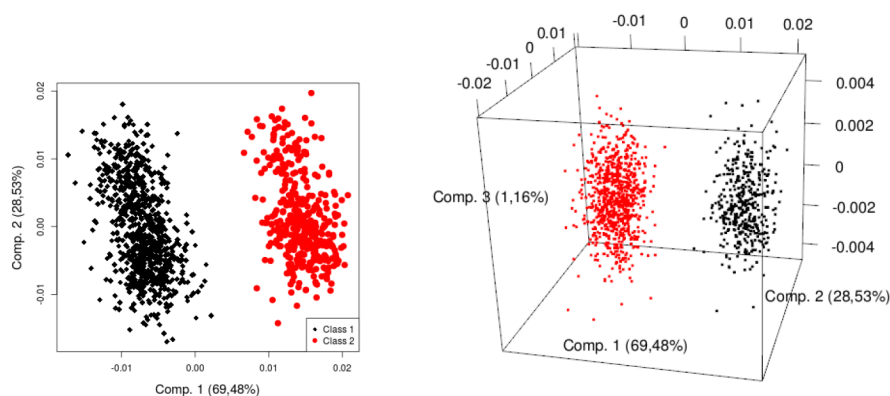 0.02
0.01
0.00
-0.01
Comp. 2 (28,53%)
-0.01 0.00 0.01 0.02
Comp. 1 (69,48%)
Class 1
Class 2
-0.01 0 0.01 0.02
-0.02 -0.01 0 0.01
0.004
0.002
0
-0.002
-0.004
Comp. 3 (1,16%)
Comp. 2 (28,53%)
Comp. 1 (69,48%)